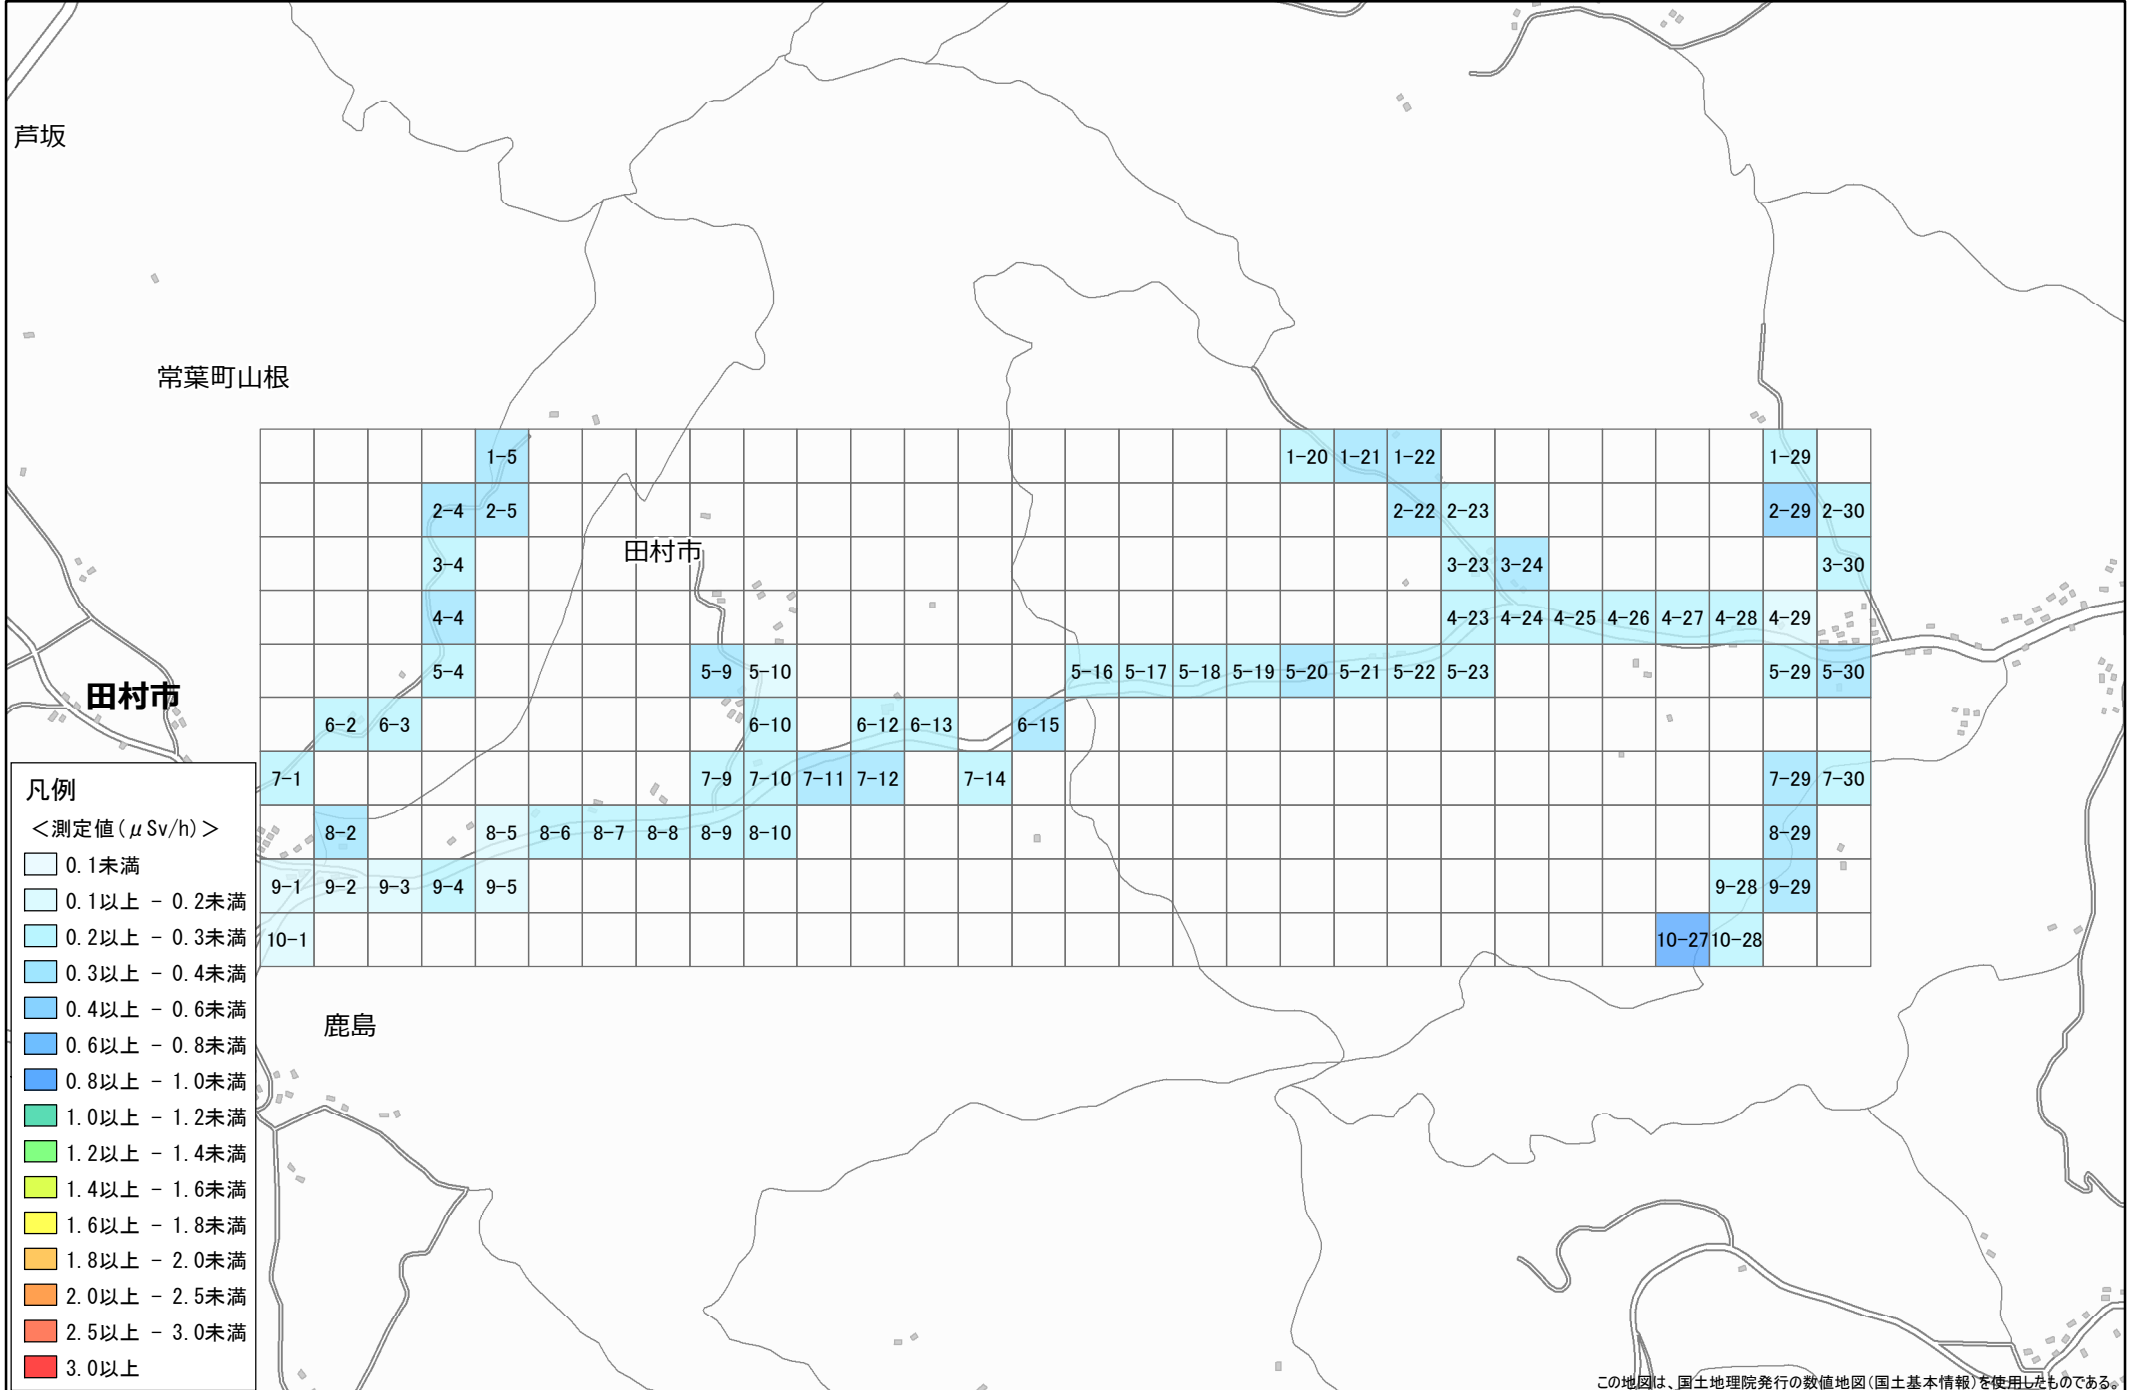 芦坂
常葉町山根
1-5 1-20 1-21 1-22 1-29
2-4 2-5 2-22 2-23 2-29 2-30
田村市
3-4 3-23 3-24 3-30
4-4 4-23 4-24 4-25 4-26 4-27 4-28 4-29
5-4 5-9 5-10 5-16 5-17 5-18 5-19 5-20 5-21 5-22 5-23 5-29 5-30
田村市
6-2 6-3 6-10 6-12 6-13 6-15
7-1 7-9 7-10 7-11 7-12 7-14 7-29 7-30
8-2 8-5 8-6 8-7 8-8 8-9 8-10 8-29
9-1 9-2 9-3 9-4 9-5 9-28 9-29
10-1 10-27 10-28
鹿島
凡例
＜測定値(μSv/h)＞
0.1未満
0.1以上 - 0.2未満
0.2以上 - 0.3未満
0.3以上 - 0.4未満
0.4以上 - 0.6未満
0.6以上 - 0.8未満
0.8以上 - 1.0未満
1.0以上 - 1.2未満
1.2以上 - 1.4未満
1.4以上 - 1.6未満
1.6以上 - 1.8未満
1.8以上 - 2.0未満
2.0以上 - 2.5未満
2.5以上 - 3.0未満
3.0以上
この地図は、国土地理院発行の数値地図(国土基本情報)を使用したものである。